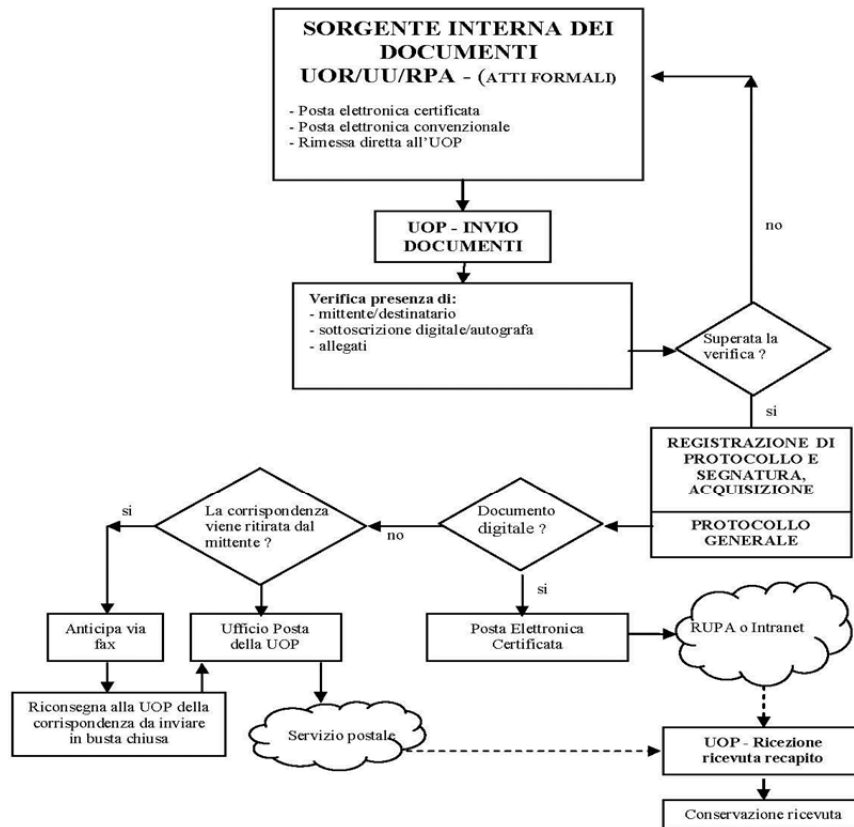 SORGENTE INTERNA DEI
DOCUMENTI
UOR/UU/RPA - (ATTI FORMALI)
- Posta elettronica certificata
- Posta elettronica convenzionale
- Rimessa diretta all'UOP
UOP - INVIO
DOCUMENTI
no
Verifica presenza di:
- mittente/destinatario
- sottoscrizione digitale/autografa
- allegati
Superata la
verifica ?
si
REGISTRAZIONE DI
PROTOCOLLO E
SEGNATURA,
ACQUISIZIONE
PROTOCOLLO
GENERALE
Documento
digitale ?
no
La corrispondenza
viene ritirata dal
mittente ?
si
si
Anticipa via
fax
Ufficio Posta
della UOP
Posta Elettronica
Certificata
RUPA o Intranet
Riconsegna alla UOP della
corrispondenza da inviare
in busta chiusa
Servizio postale
UOP - Ricezione
ricevuta recapito
Conservazione ricevuta